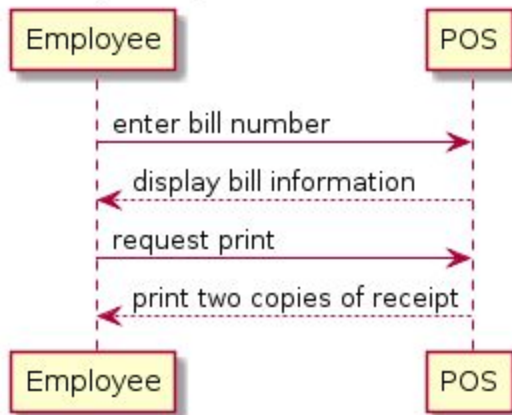 Employee POS
enter bill number
display bill information
request print
print two copies of receipt
Employee POS